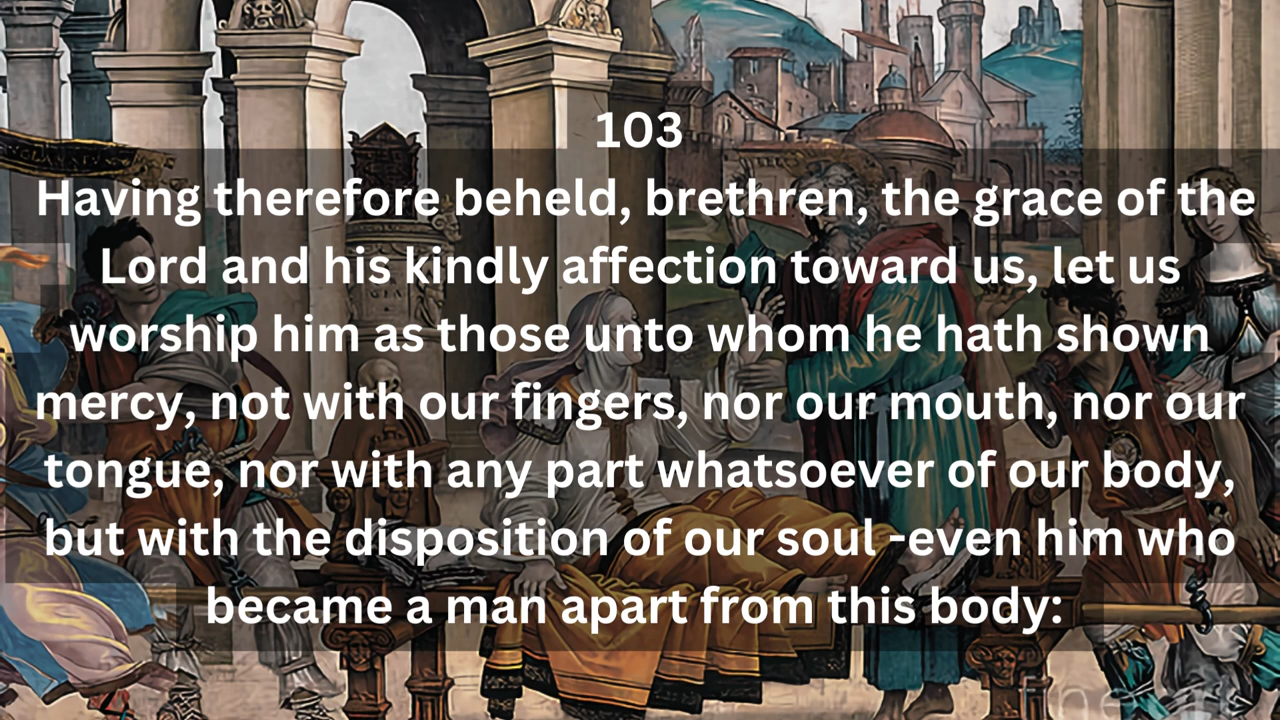 103
Having therefore beheld, brethren, the grace of the
Lord and his kindly affection toward us, let us
worship him as those unto whom he hath shown
mercy, not with our fingers, nor our mouth, nor our
tongue, nor with any part whatsoever of our body,
but with the disposition of our soul -even him who
became a man apart from this body: